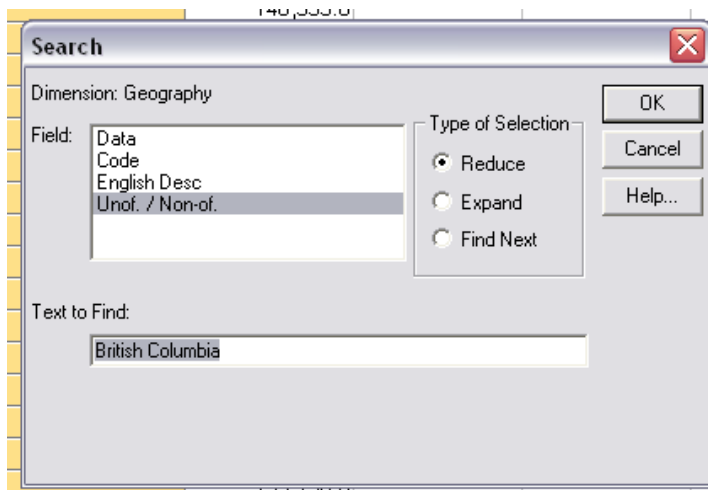 Search
Dimension: Geography
Field:
Data
Code
English Desc
Unof. / Non-of.
Type of Selection
Reduce
Expand
Find Next
OK
Cancel
Help...
Text to Find:
British Columbia